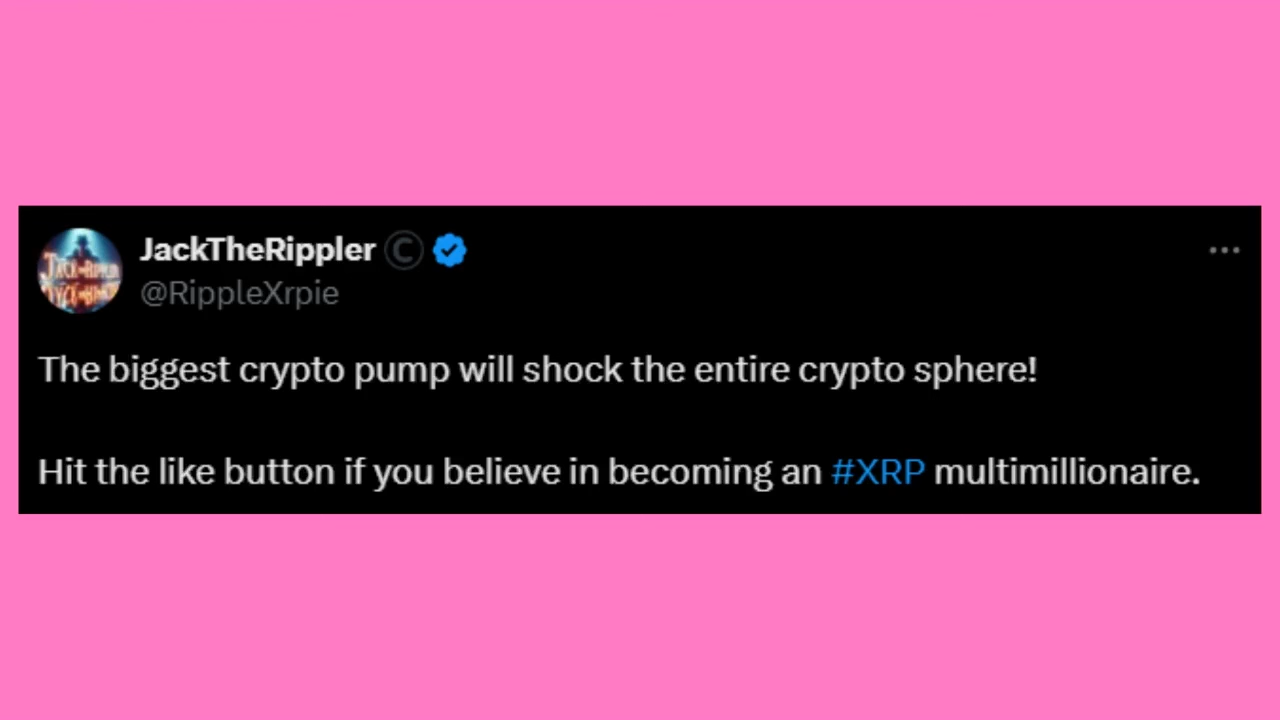 JackTheRippler C
@RippleXrpie
The biggest crypto pump will shock the entire crypto sphere!
Hit the like button if you believe in becoming an #XRP multimillionaire.